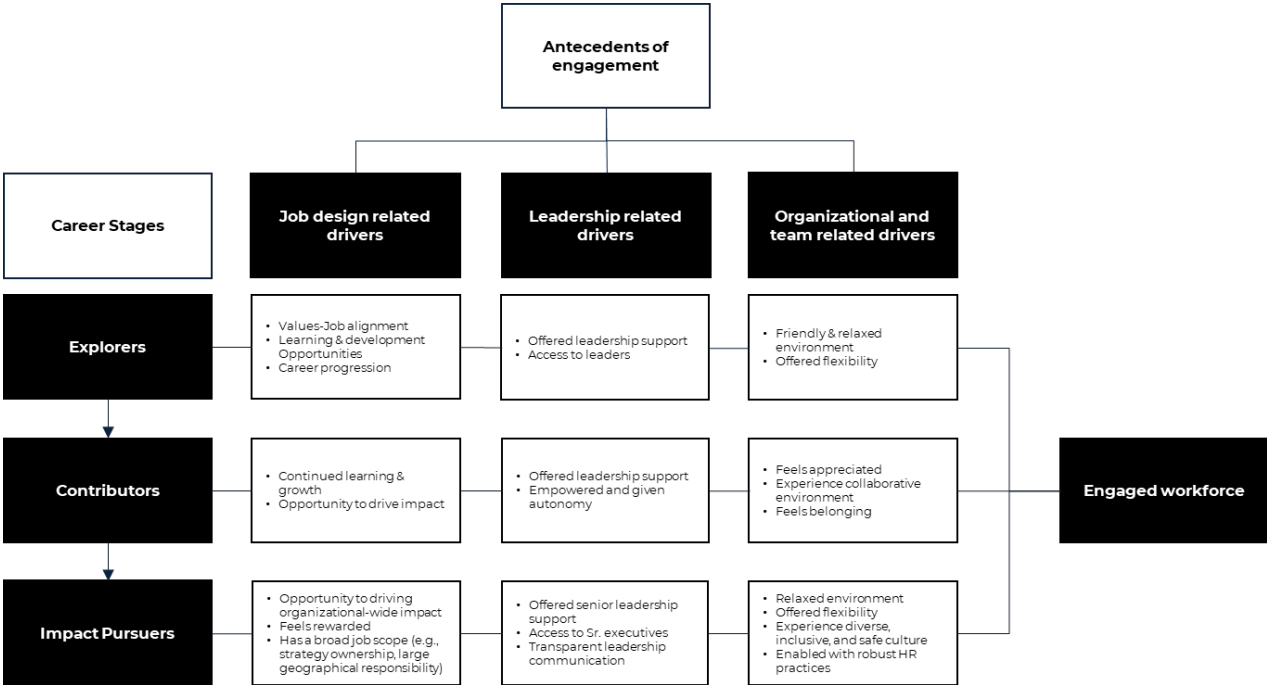 Antecedents of
engagement
Career Stages
Job design related
drivers
Leadership related
drivers
Organizational and
team related drivers
Explorers
• Values-Job alignment
• Learning & development
Opportunities
• Career progression
• Offered leadership support
• Access to leaders
• Friendly & relaxed
environment
• Offered flexibility
Contributors
• Continued learning &
growth
• Opportunity to drive impact
• Offered leadership support
• Empowered and given
autonomy
• Feels appreciated
• Experience collaborative
environment
• Feels belonging
Engaged workforce
Impact Pursuers
• Opportunity to driving
organizational-wide impact
• Feels rewarded
• Has a broad job scope (e.g.,
strategy ownership, large
geographical responsibility)
• Offered senior leadership
support
• Access to Sr. executives
• Transparent leadership
communication
• Relaxed environment
• Offered flexibility
• Experience diverse,
inclusive, and safe culture
• Enabled with robust HR
practices